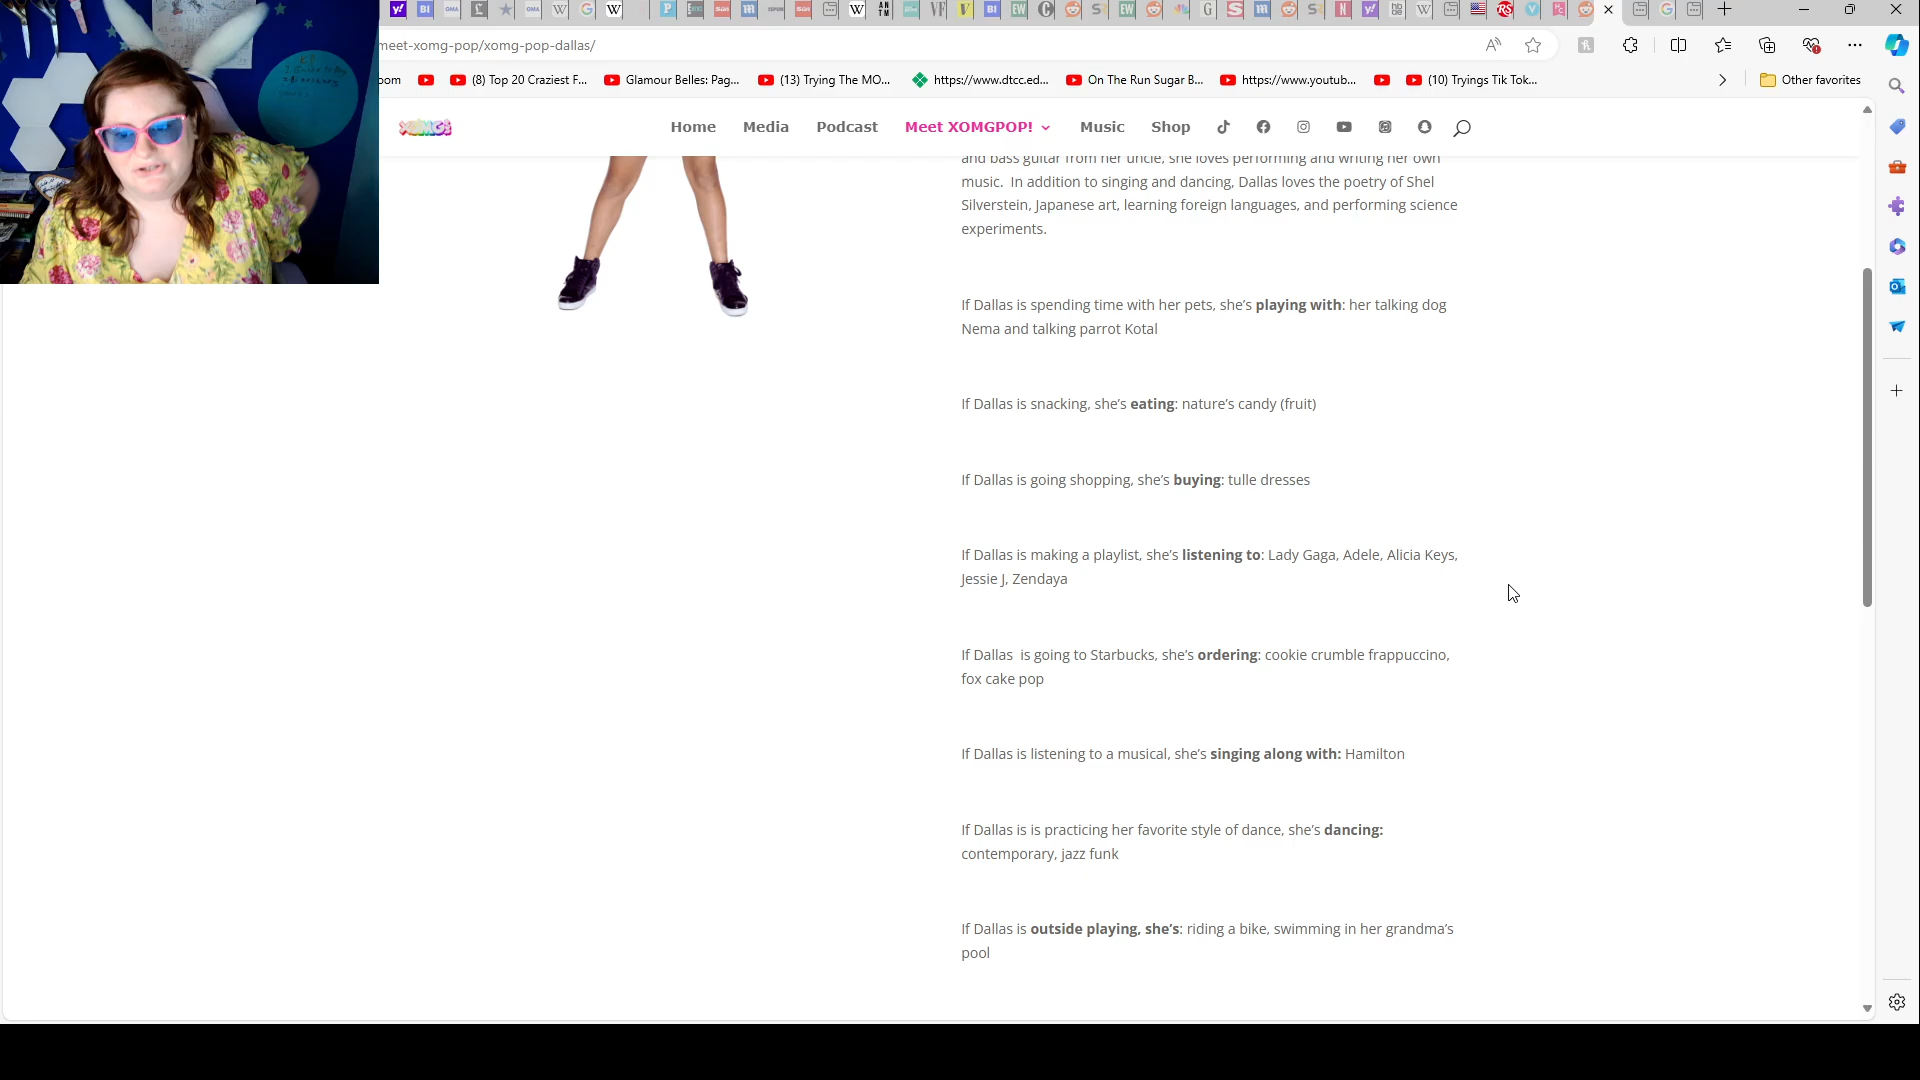 meet-xomg-pop/xomg-pop-dallas/
oom
(8) Top 20 Craziest F...
Glamour Belles: Pag...
(13) Trying The MO...
https://www.dtcc.ed...
On The Run Sugar B...
https://www.youtub...
(10) Tryings Tik Tok...
Other favorites
XOMG!
Home
Media
Podcast
Meet XOMGPOP!
Music
Shop
and bass guitar from her uncle, she loves performing and writing her own
music. In addition to singing and dancing, Dallas loves the poetry of Shel
Silverstein, Japanese art, learning foreign languages, and performing science
experiments.
If Dallas is spending time with her pets, she’s playing with: her talking dog
Nema and talking parrot Kotal
If Dallas is snacking, she’s eating: nature’s candy (fruit)
If Dallas is going shopping, she’s buying: tulle dresses
If Dallas is making a playlist, she’s listening to: Lady Gaga, Adele, Alicia Keys,
Jessie J, Zendaya
If Dallas is going to Starbucks, she’s ordering: cookie crumble frappuccino,
fox cake pop
If Dallas is listening to a musical, she’s singing along with: Hamilton
If Dallas is is practicing her favorite style of dance, she’s dancing:
contemporary, jazz funk
If Dallas is outside playing, she’s: riding a bike, swimming in her grandma’s
pool